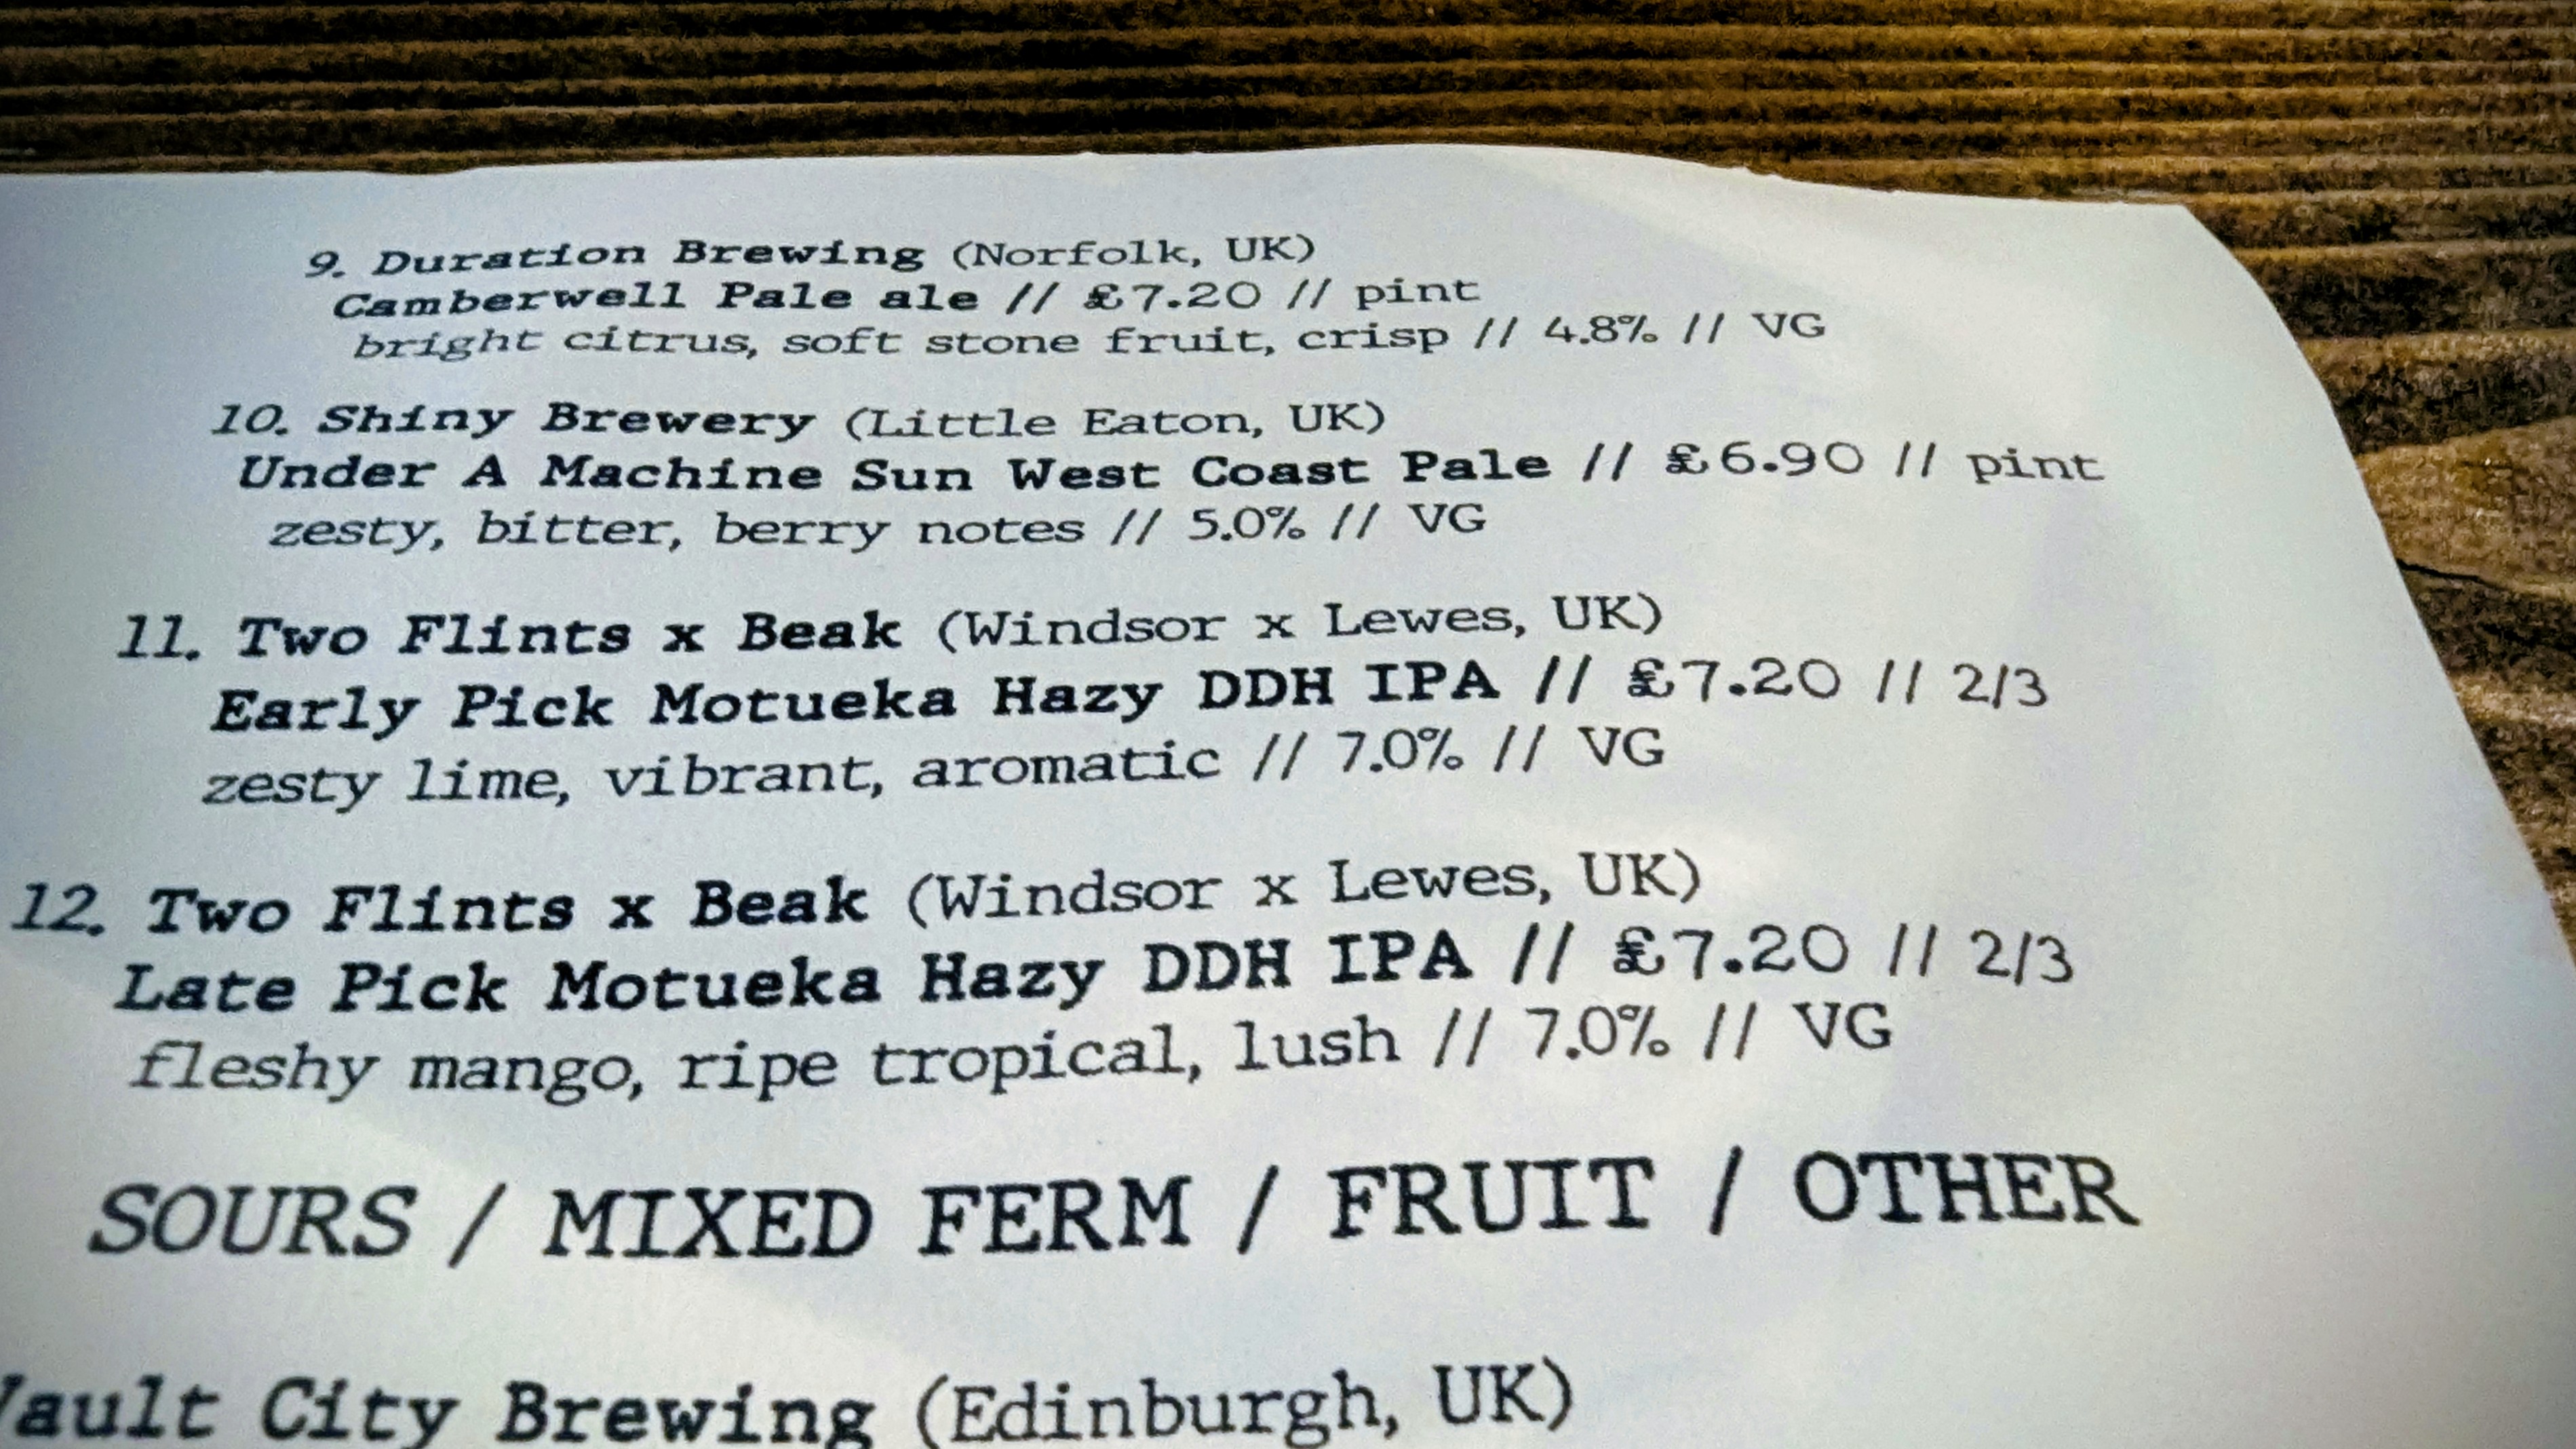 9. Duration Brewing (Norfolk, UK)
Camberwell Pale ale // £7.20 // pint
bright citrus, soft stone fruit, crisp // 4.8% // VG
10. Shiny Brewery (Little Eaton, UK)
Under A Machine Sun West Coast Pale // £6.90 // pint
zesty, bitter, berry notes // 5.0% // VG
11. Two Flints x Beak (Windsor x Lewes, UK)
Early Pick Motueka Hazy DDH IPA // £7.20 // 2/3
zesty lime, vibrant, aromatic // 7.0% // VG
12. Two Flints x Beak (Windsor x Lewes, UK)
Late Pick Motueka Hazy DDH IPA // £7.20 // 2/3
fleshy mango, ripe tropical, lush // 7.0% // VG
SOURS / MIXED FERM / FRUIT / OTHER
Vault City Brewing (Edinburgh, UK)